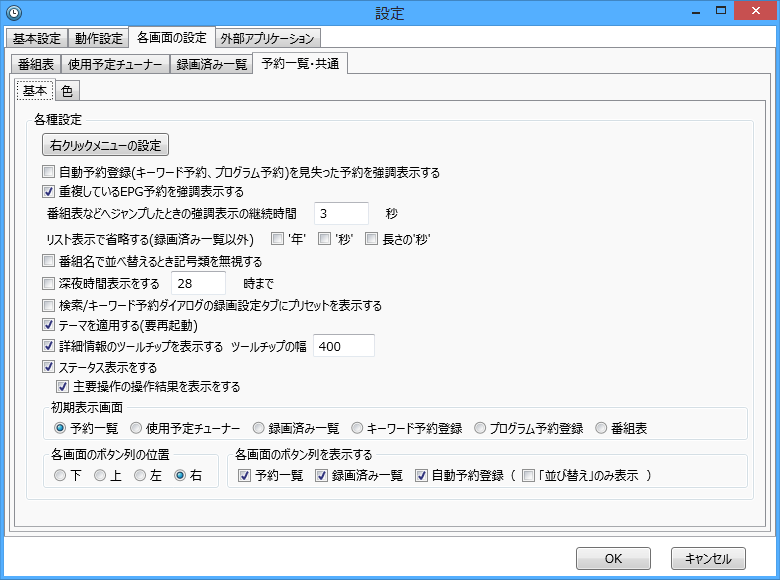 設定
基本設定 動作設定 各画面の設定 外部アプリケーション
番組表 使用予定チューナー 録画済み一覧 予約一覧・共通
基本 色
各種設定
右クリックメニューの設定
自動予約登録(キーワード予約、プログラム予約)を見失った予約を強調表示する
重複しているEPG予約を強調表示する
番組表などへジャンプしたときの強調表示の継続時間 3 秒
リスト表示で省略する(録画済み一覧以外) '年' '秒' 長さの'秒'
番組名で並べ替えるとき記号類を無視する
深夜時間表示をする 28 時まで
検索/キーワード予約ダイアログの録画設定タブにプリセットを表示する
テーマを適用する(要再起動)
詳細情報のツールチップを表示する ツールチップの幅 400
ステータス表示をする
主要操作の操作結果を表示をする
初期表示画面
予約一覧 使用予定チューナー 録画済み一覧 キーワード予約登録 プログラム予約登録 番組表
各画面のボタン列の位置 各画面のボタン列を表示する
下 上 左 右 予約一覧 録画済み一覧 自動予約登録 ( 「並び替え」のみ表示 )
OK キャンセル